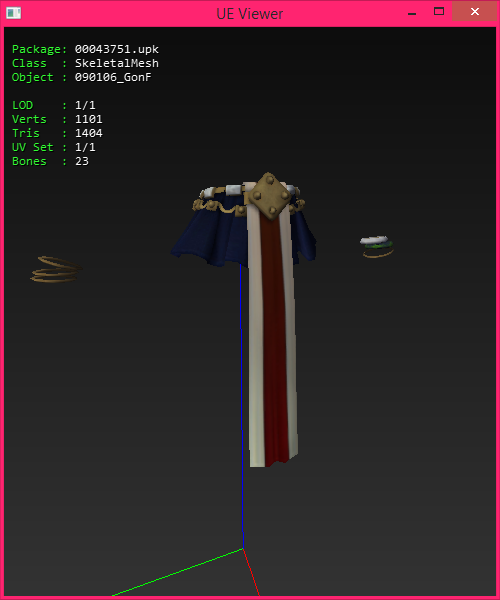 UE Viewer
Package: 00043751.upk
Class  : SkeletalMesh
Object : 090106_GonF
LOD    : 1/1
Verts  : 1101
Tris   : 1404
UV Set : 1/1
Bones  : 23